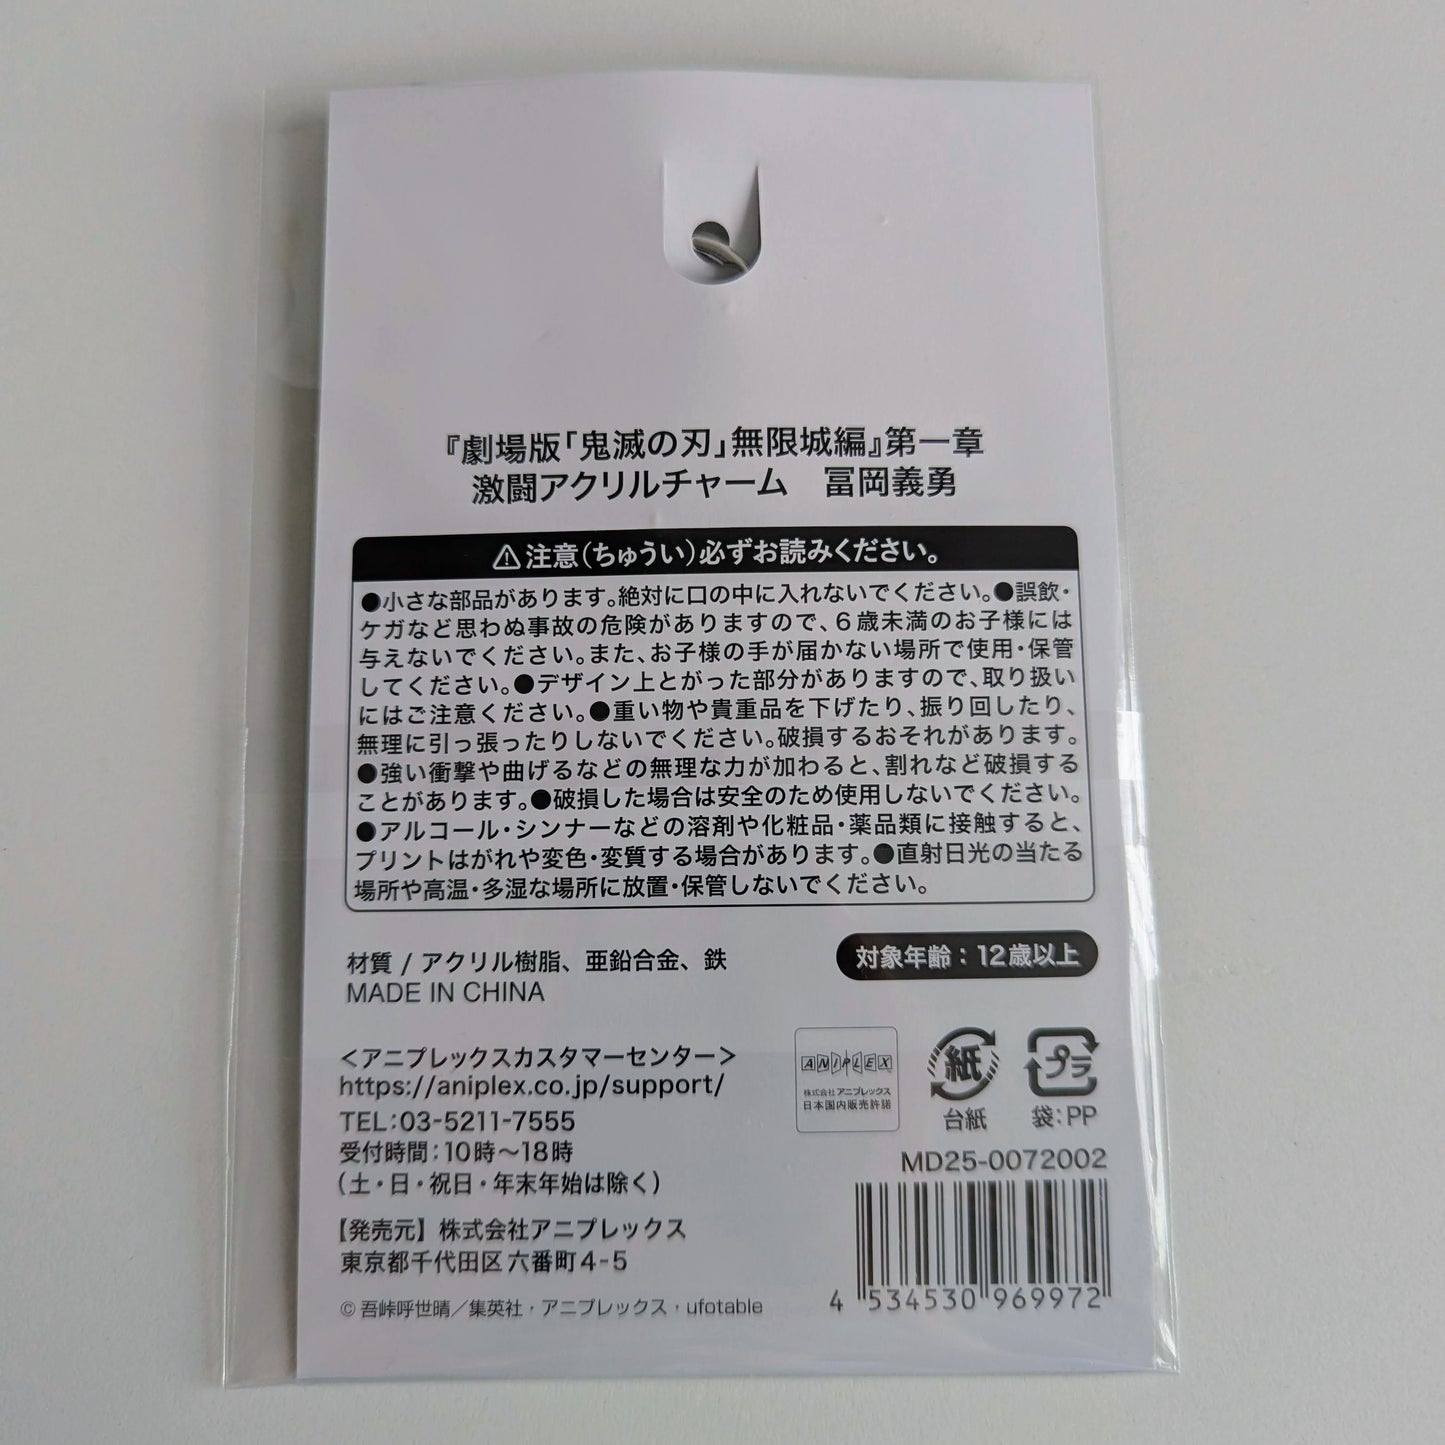 『劇場版「鬼滅の刃」無限城編』第一章
激闘アクリルチャーム　冨岡義勇
⚠注意(ちゅうい)必ずお読みください。
●小さな部品があります。絶対に口の中に入れないでください。●誤飲・
ケガなど思わぬ事故の危険がありますので、6歳未満のお子様には
与えないでください。また、お子様の手が届かない場所で使用・保管
してください。●デザイン上とがった部分がありますので、取り扱い
にはご注意ください。●重い物や貴重品を下げたり、振り回したり、
無理に引っ張ったりしないでください。破損するおそれがあります。
●強い衝撃や曲げるなどの無理な力が加わると、割れなど破損する
ことがあります。●破損した場合は安全のため使用しないでください。
●アルコール・シンナーなどの溶剤や化粧品・薬品類に接触すると、
プリントはがれや変色・変質する場合があります。●直射日光の当たる
場所や高温・多湿な場所に放置・保管しないでください。
材質 / アクリル樹脂、亜鉛合金、鉄
MADE IN CHINA
対象年齢：12歳以上
＜アニプレックスカスタマーセンター＞
https://aniplex.co.jp/support/
TEL:03-5211-7555
受付時間：10時〜18時
(土・日・祝日・年末年始は除く)
【発売元】株式会社アニプレックス
東京都千代田区六番町4-5
©吾峠呼世晴／集英社・アニプレックス・ufotable
ANIPLEX
株式会社アニプレックス
日本国内販売許諾
紙
台紙
プラ
袋：PP
MD25-0072002
4 534530 969972